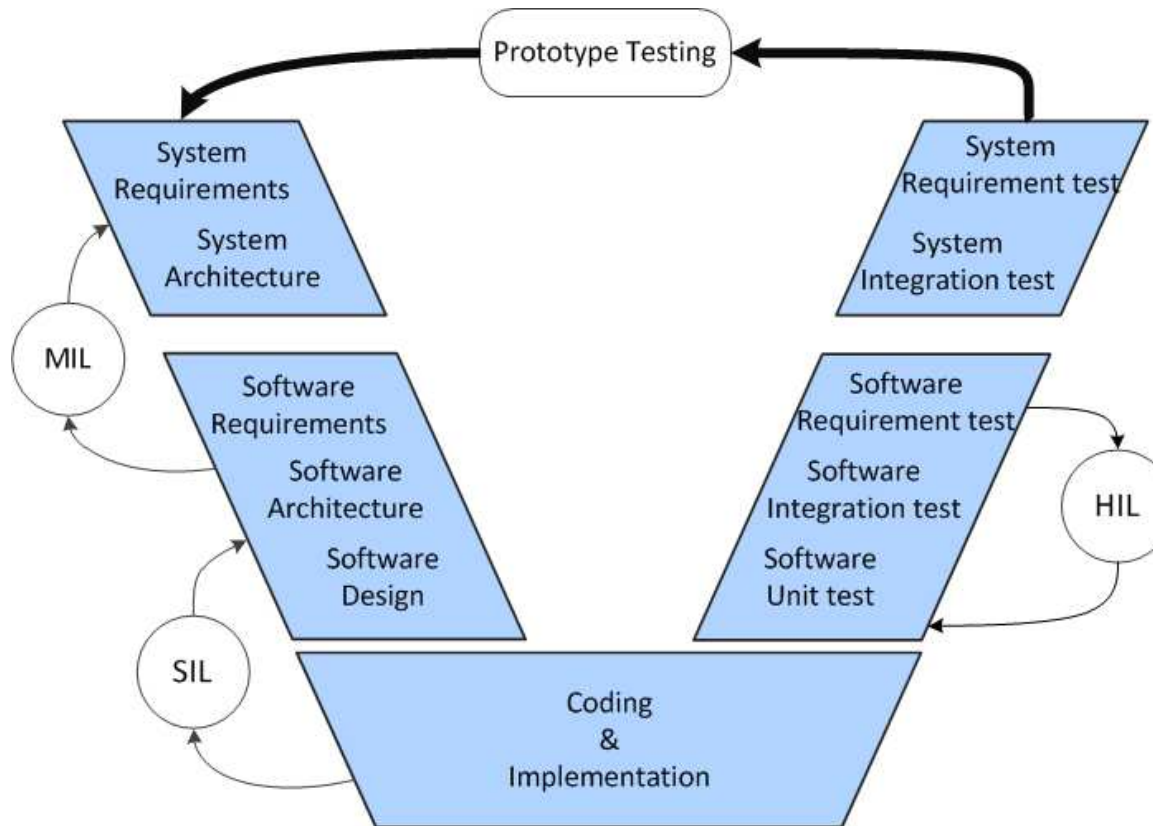 Prototype Testing
System
Requirements
System
Architecture
MIL
Software
Requirements
Software
Architecture
Software
Design
SIL
Coding
&
Implementation
System
Requirement test
System
Integration test
Software
Requirement test
Software
Integration test
Software
Unit test
HIL